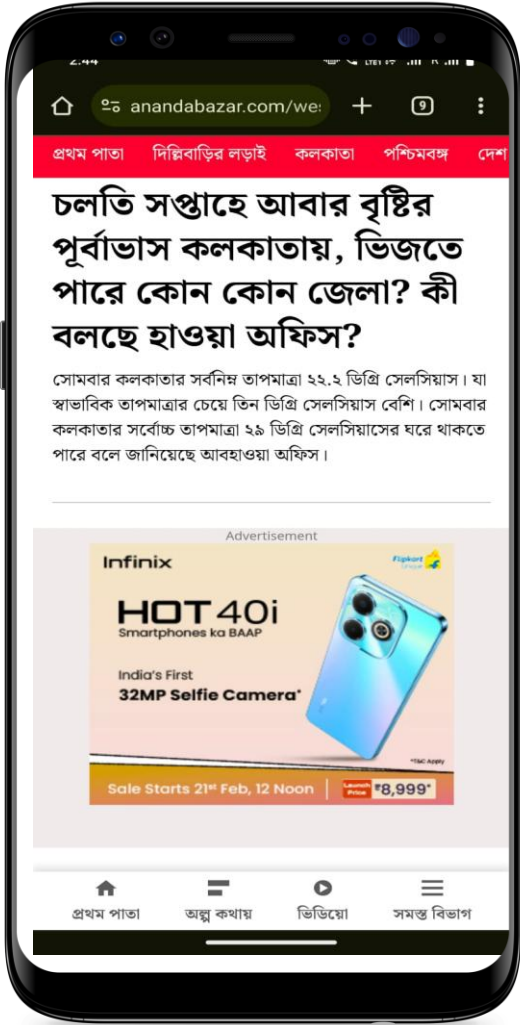 2:44
anandabazar.com/we
9
প্রথম পাতা দিল্লিবাড়ির লড়াই কলকাতা পশ্চিমবঙ্গ দেশ
চলতি সপ্তাহে আবার বৃষ্টির
পূর্বাভাস কলকাতায়, ভিজতে
পারে কোন কোন জেলা? কী
বলছে হাওয়া অফিস?
সোমবার কলকাতার সর্বনিম্ন তাপমাত্রা ২২.২ ডিগ্রি সেলসিয়াস। যা
স্বাভাবিক তাপমাত্রার চেয়ে তিন ডিগ্রি সেলসিয়াস বেশি। সোমবার
কলকাতার সর্বোচ্চ তাপমাত্রা ২৯ ডিগ্রি সেলসিয়াসের ঘরে থাকতে
পারে বলে জানিয়েছে আবহাওয়া অফিস।
Advertisement
Infinix
Flipkart
Unique
HOT 40i
Smartphones ka BAAP
India's First
32MP Selfie Camera*
*T&C Apply
Sale Starts 21st Feb, 12 Noon | Launch Price ₹8,999*
প্রথম পাতা অল্প কথায় ভিডিয়ো সমস্ত বিভাগ